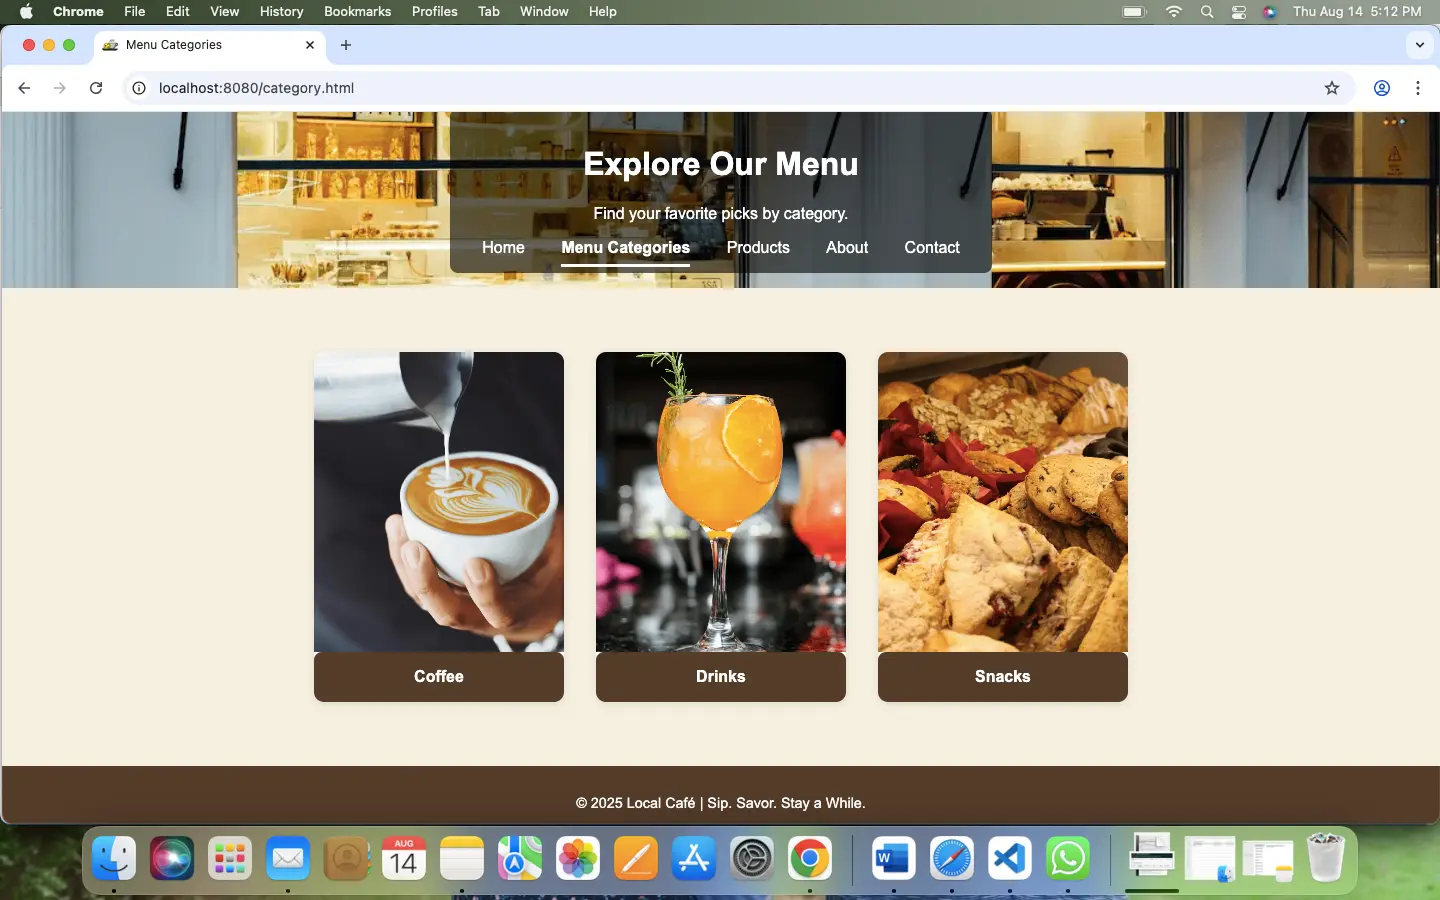 Chrome File Edit View History Bookmarks Profiles Tab Window Help Thu Aug 14 5:12 PM
Menu Categories
localhost:8080/category.html
Explore Our Menu
Find your favorite picks by category.
Home Menu Categories Products About Contact
Coffee Drinks Snacks
© 2025 Local Café | Sip. Savor. Stay a While.
AUG
14
W